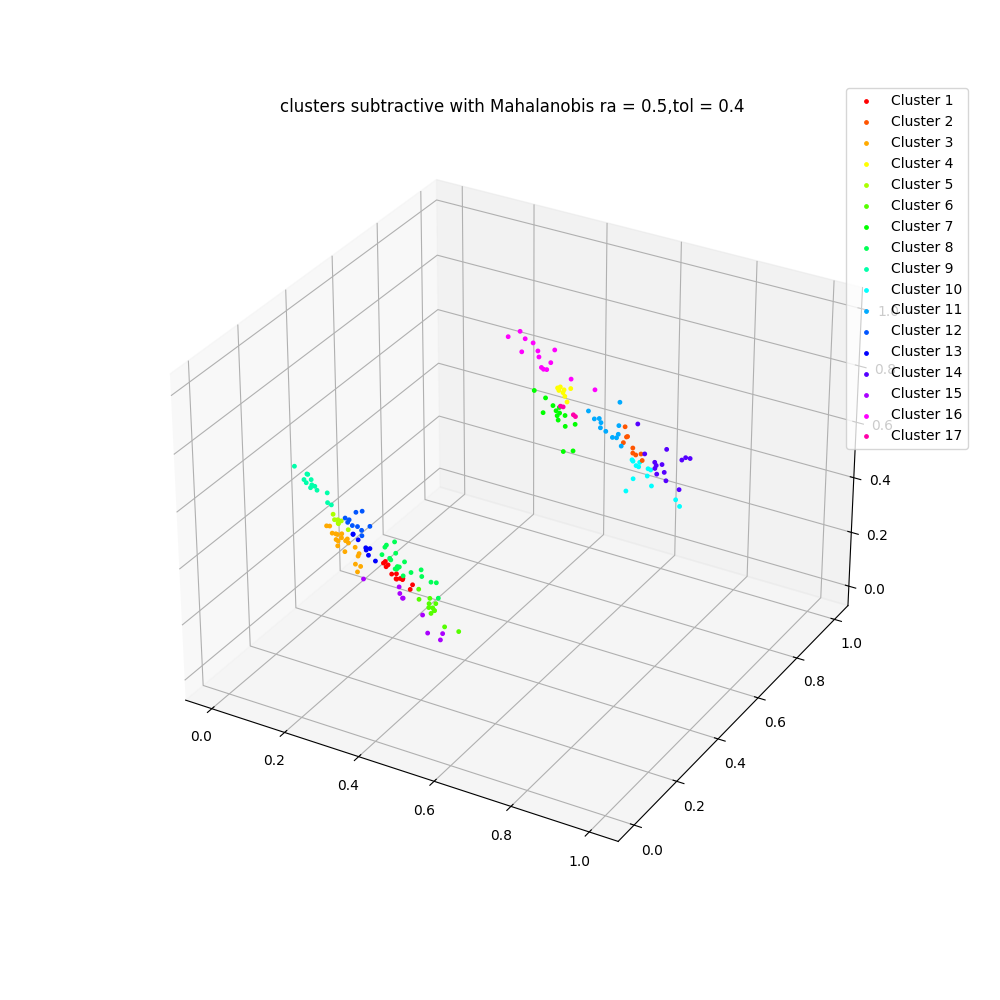 clusters subtractive with Mahalanobis ra = 0.5,tol = 0.4
Cluster 1
Cluster 2
Cluster 3
Cluster 4
Cluster 5
Cluster 6
Cluster 7
Cluster 8
Cluster 9
Cluster 10
Cluster 11
Cluster 12
Cluster 13
Cluster 14
Cluster 15
Cluster 16
Cluster 17
1.0
0.8
0.6
0.4
0.2
0.0
1.0
0.8
0.6
0.4
0.2
0.0
0.0
0.2
0.4
0.6
0.8
1.0